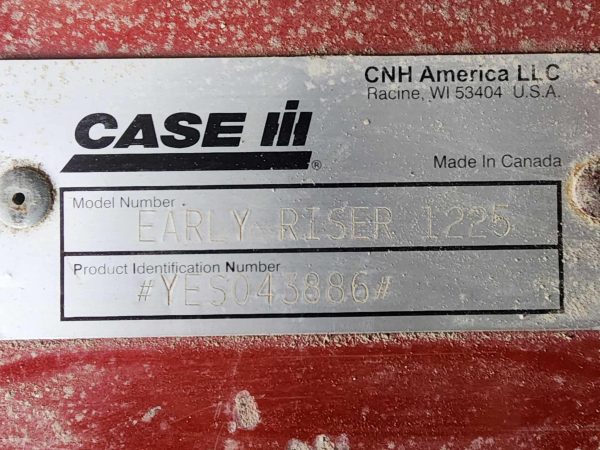 CNH America LLC
Racine, WI 53404 U.S.A.
CASE IH
®
Made In Canada
Model Number
EARLY RISER 1225
Product Identification Number
#YES043886#